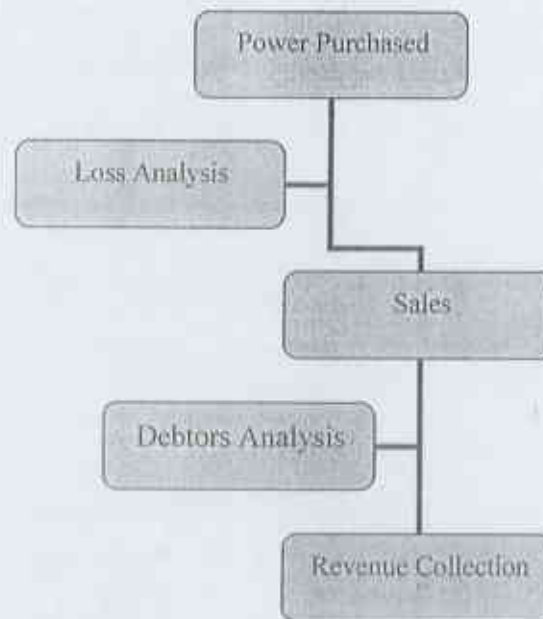 Power Purchased
Loss Analysis
Sales
Debtors Analysis
Revenue Collection